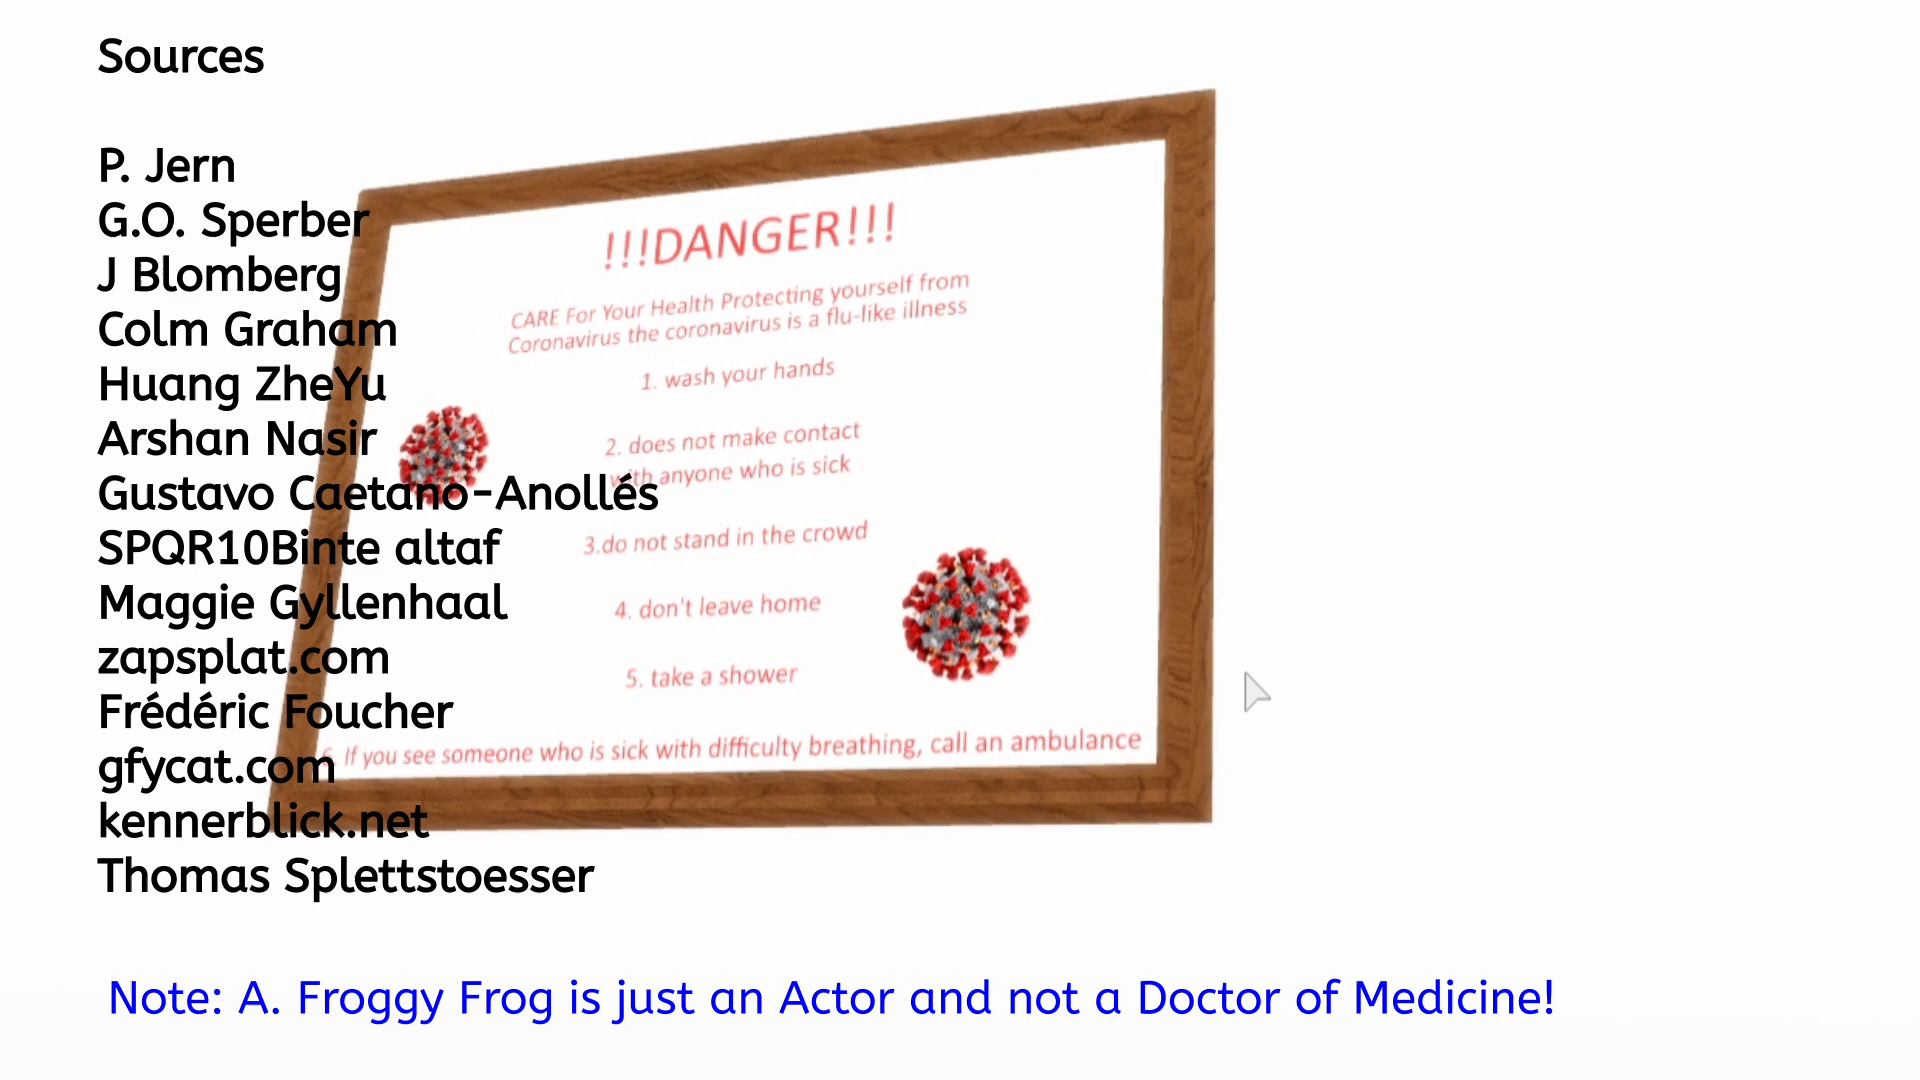 Sources
P. Jern
G.O. Sperber
J Blomberg
Colm Graham
Huang ZheYu
Arshan Nasir
Gustavo Caetano-Anollés
SPQR10Binte altaf
Maggie Gyllenhaal
zapsplat.com
Frédéric Foucher
gfycat.com
kennerblick.net
Thomas Splettstoesser
!!!DANGER!!!
CARE For Your Health Protecting yourself from
Coronavirus the coronavirus is a flu-like illness
1. wash your hands
2. does not make contact
with anyone who is sick
3.do not stand in the crowd
4. don't leave home
5. take a shower
6. If you see someone who is sick with difficulty breathing, call an ambulance
Note: A. Froggy Frog is just an Actor and not a Doctor of Medicine!